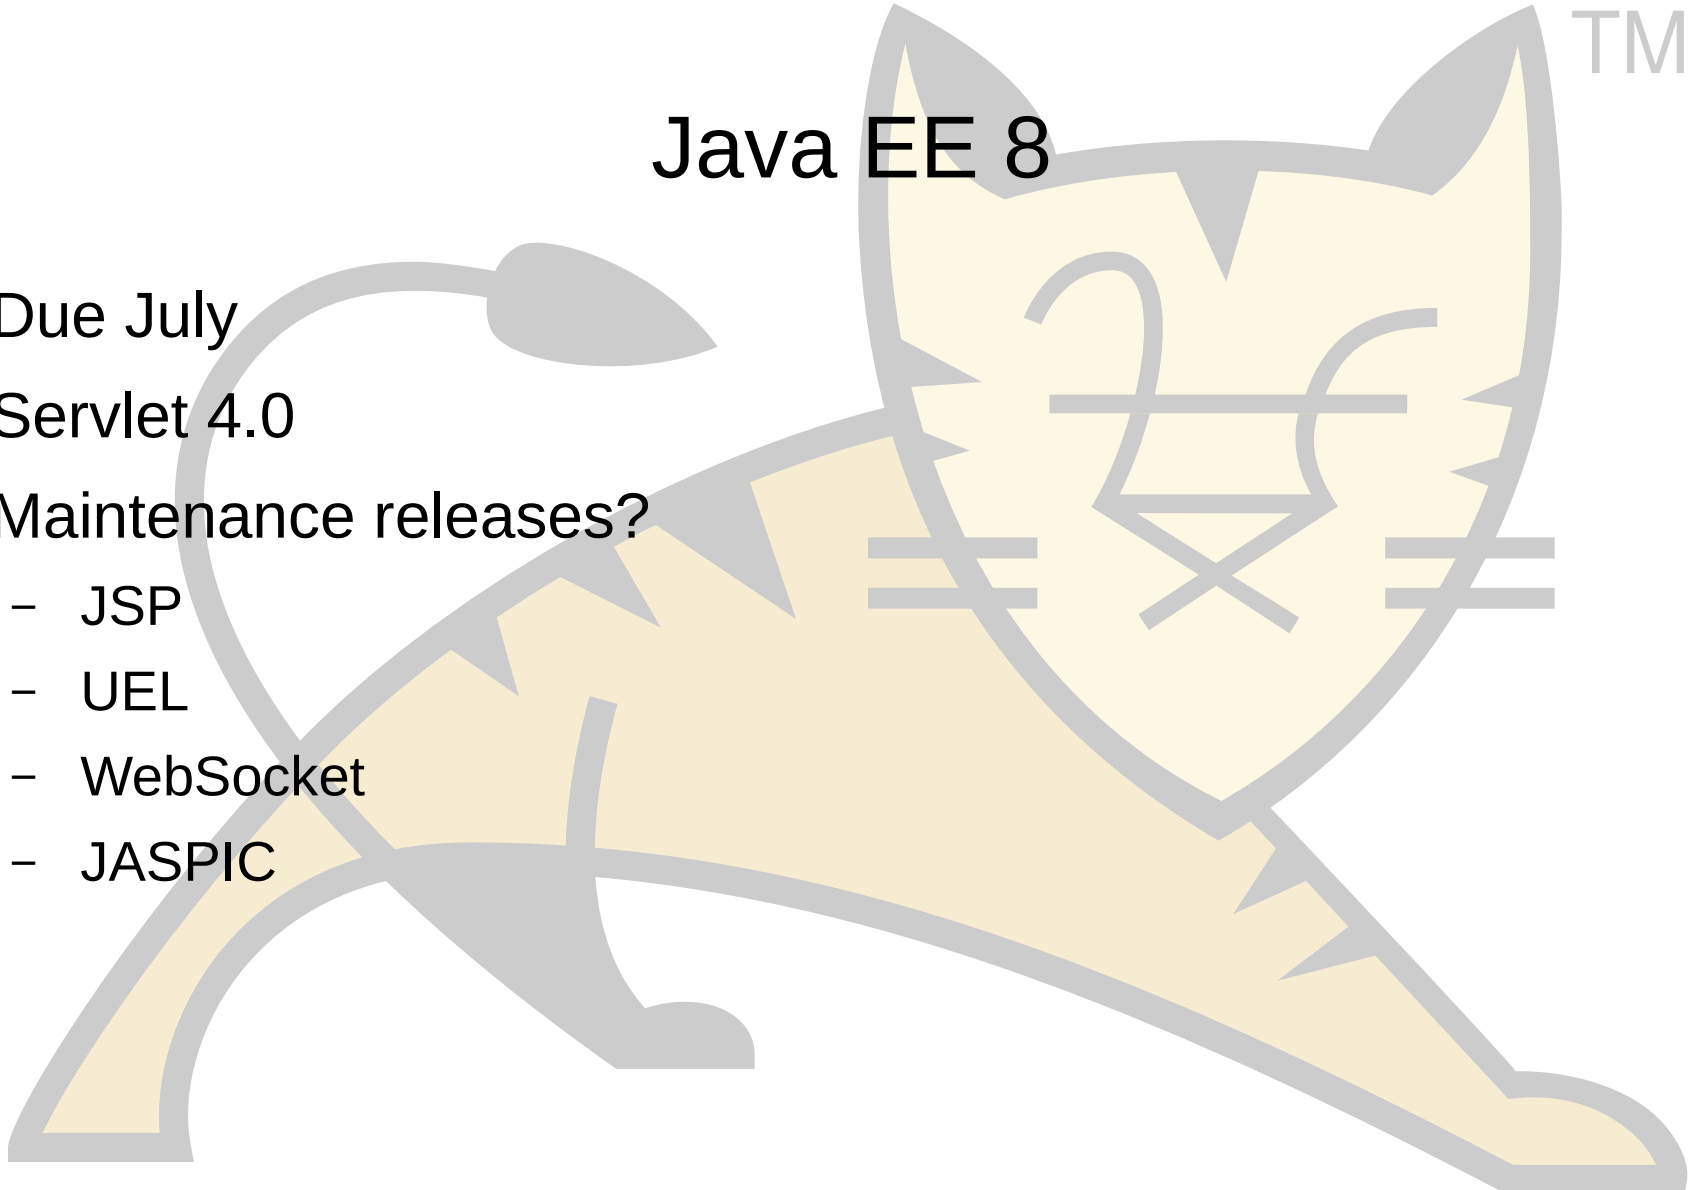 TM
Java EE 8
Due July
Servlet 4.0
Maintenance releases?
– JSP
– UEL
– WebSocket
– JASPIC